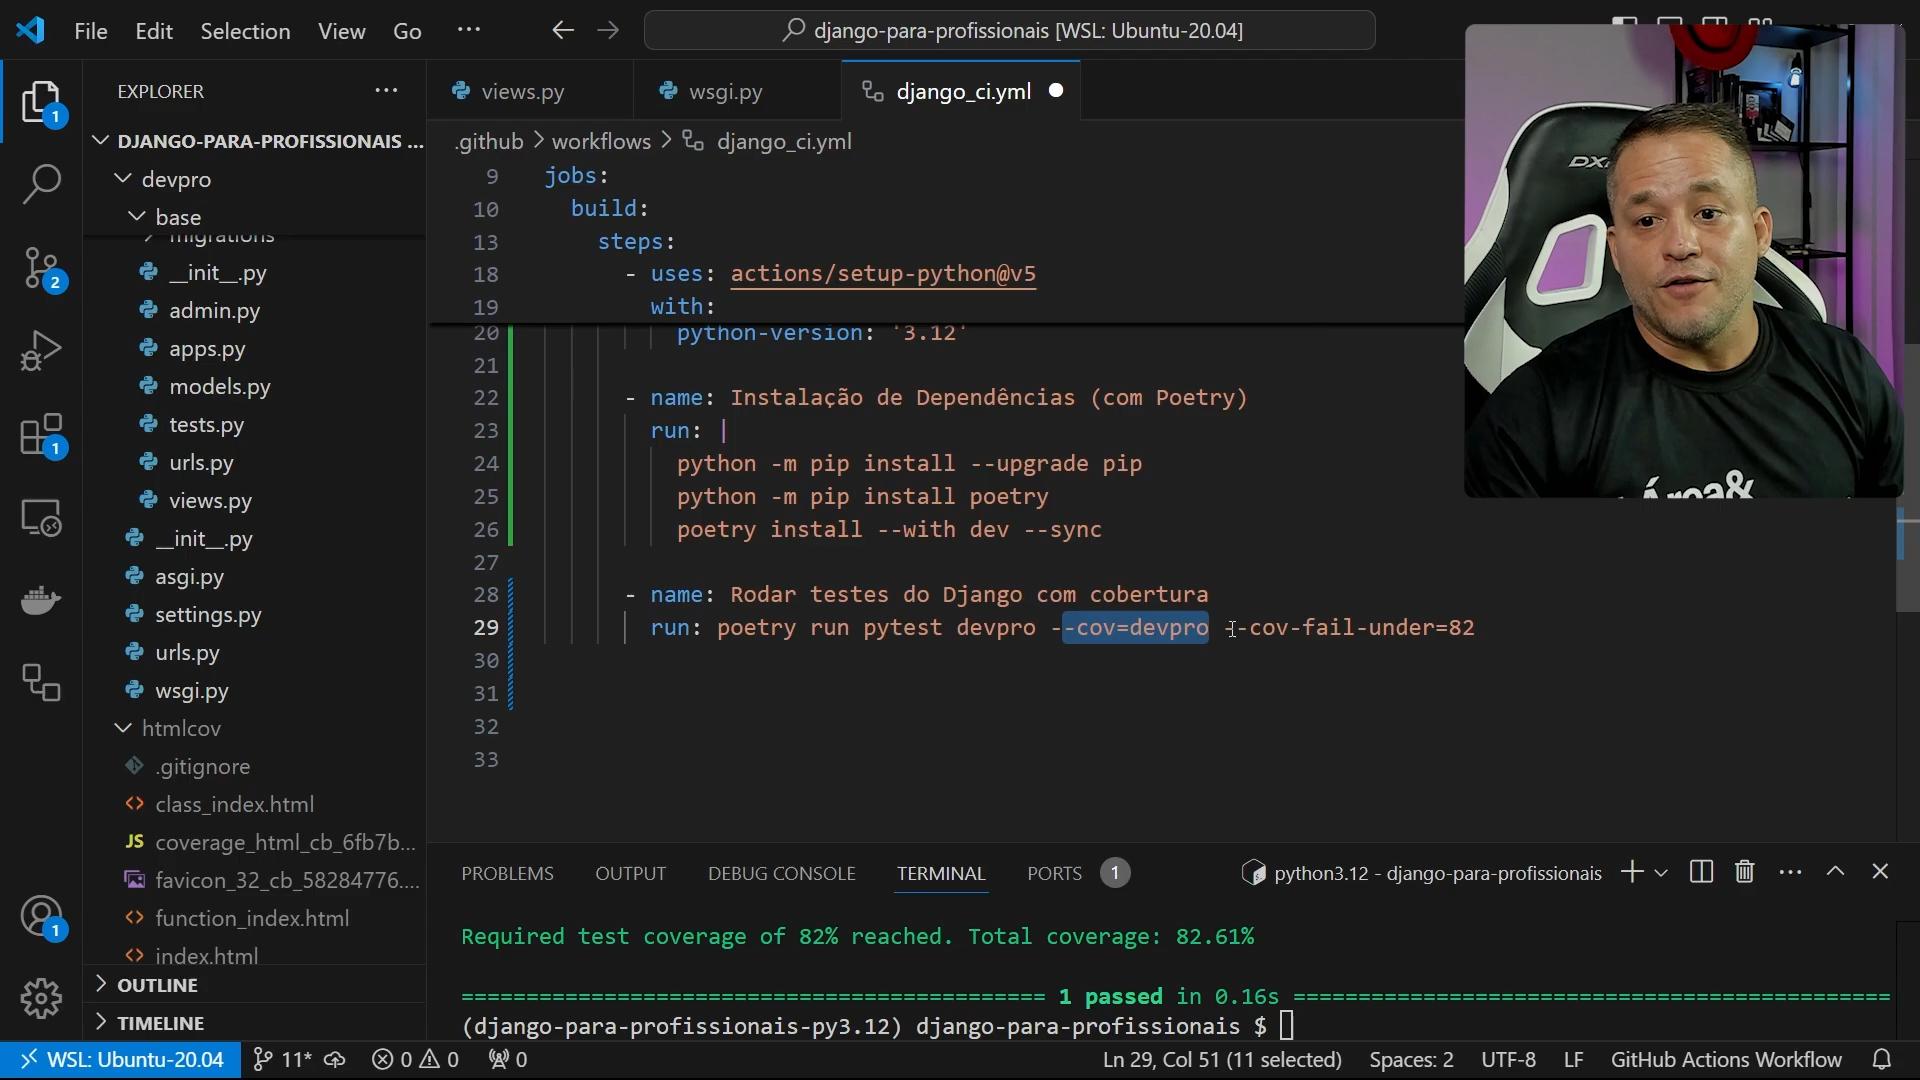 File Edit Selection View Go ···
django-para-profissionais [WSL: Ubuntu-20.04]
EXPLORER ···
DJANGO-PARA-PROFISSIONAIS ...
devpro
base
migrations
__init__.py
admin.py
apps.py
models.py
tests.py
urls.py
views.py
__init__.py
asgi.py
settings.py
urls.py
wsgi.py
htmlcov
.gitignore
class_index.html
JS coverage_html_cb_6fb7b...
favicon_32_cb_58284776....
function_index.html
index.html
OUTLINE
TIMELINE
1
2
1
1
views.py wsgi.py django_ci.yml
.github > workflows > django_ci.yml
9 jobs:
10 build:
13 steps:
18 - uses: actions/setup-python@v5
19 with:
20 python-version: '3.12'
21
22 - name: Instalação de Dependências (com Poetry)
23 run: |
24 python -m pip install --upgrade pip
25 python -m pip install poetry
26 poetry install --with dev --sync
27
28 - name: Rodar testes do Django com cobertura
29 run: poetry run pytest devpro --cov=devpro --cov-fail-under=82
30
31
32
33
PROBLEMS OUTPUT DEBUG CONSOLE TERMINAL PORTS 1 python3.12 - django-para-profissionais
Required test coverage of 82% reached. Total coverage: 82.61%
============================================ 1 passed in 0.16s =============================================
(django-para-profissionais-py3.12) django-para-profissionais $
WSL: Ubuntu-20.04 11* 0 0 0 Ln 29, Col 51 (11 selected) Spaces: 2 UTF-8 LF GitHub Actions Workflow